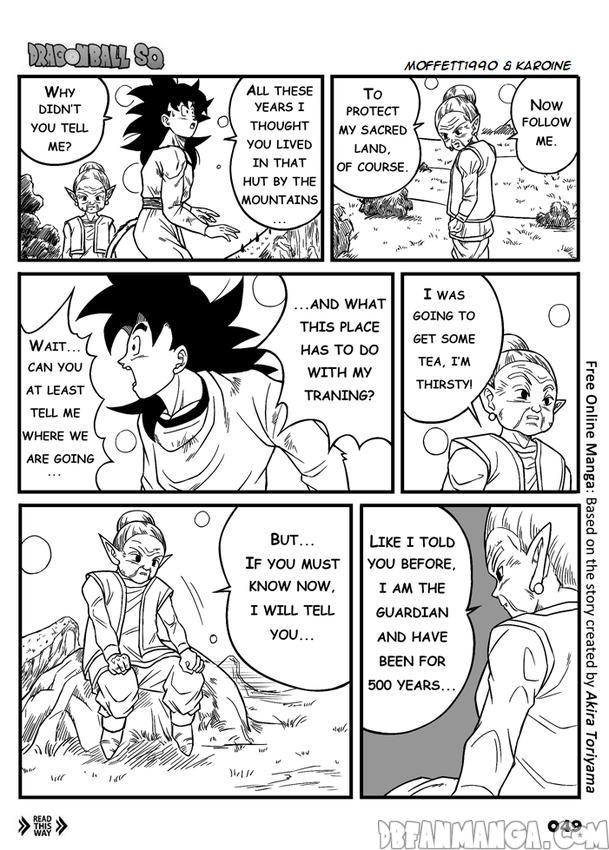 DRAGONBALL SQ
MOFFETT1990 & KAROINE
WHY
DIDN'T
YOU TELL
ME?
ALL THESE
YEARS I
THOUGHT
YOU LIVED
IN THAT
HUT BY THE
MOUNTAINS
...
TO
PROTECT
MY SACRED
LAND,
OF COURSE.
NOW
FOLLOW
ME.
WAIT...
CAN YOU
AT LEAST
TELL ME
WHERE WE
ARE GOING
...
...AND WHAT
THIS PLACE
HAS TO DO
WITH MY
TRANING?
I WAS
GOING TO
GET SOME
TEA, I'M
THIRSTY!
BUT...
IF YOU MUST
KNOW NOW,
I WILL TELL
YOU...
LIKE I TOLD
YOU BEFORE,
I AM THE
GUARDIAN
AND HAVE
BEEN FOR
500 YEARS...
Free Online Manga: Based on the story created by Akira Toriyama
READ
THIS
WAY
049
DBFANMANGA.COM